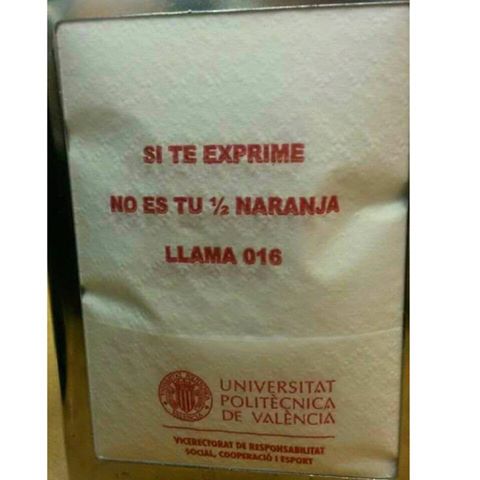 SI TE EXPRIME
NO ES TU ½ NARANJA
LLAMA 016
UNIVERSITAT
POLITÈCNICA
DE VALÈNCIA
VICERECTORAT DE RESPONSABILITAT
SOCIAL, COOPERACIÓ I ESPORT